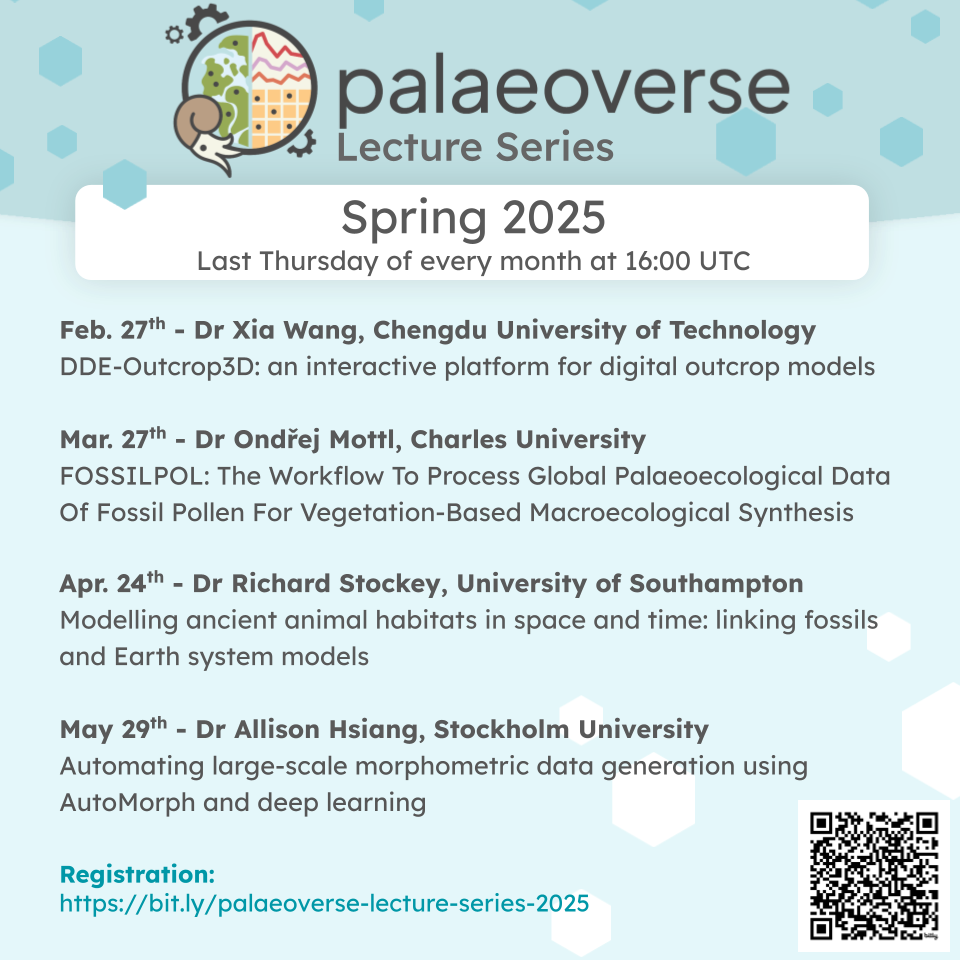 palaeoverse
Lecture Series
Spring 2025
Last Thursday of every month at 16:00 UTC
Feb. 27th - Dr Xia Wang, Chengdu University of Technology
DDE-Outcrop3D: an interactive platform for digital outcrop models
Mar. 27th - Dr Ondřej Mottl, Charles University
FOSSILPOL: The Workflow To Process Global Palaeoecological Data
Of Fossil Pollen For Vegetation-Based Macroecological Synthesis
Apr. 24th - Dr Richard Stockey, University of Southampton
Modelling ancient animal habitats in space and time: linking fossils
and Earth system models
May 29th - Dr Allison Hsiang, Stockholm University
Automating large-scale morphometric data generation using
AutoMorph and deep learning
Registration:
https://bit.ly/palaeoverse-lecture-series-2025